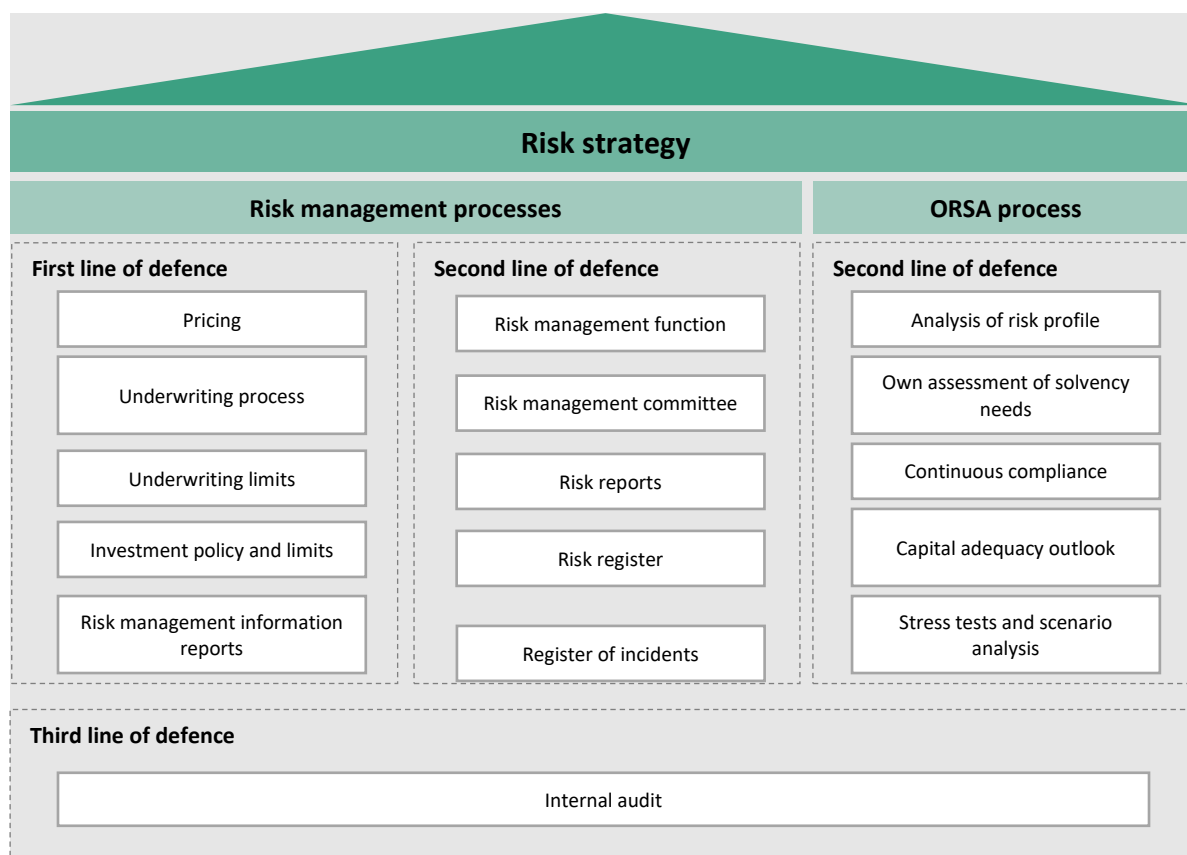 Risk strategy
Risk management processes
ORSA process
First line of defence
Pricing
Underwriting process
Underwriting limits
Investment policy and limits
Risk management information
reports
Second line of defence
Risk management function
Risk management committee
Risk reports
Risk register
Register of incidents
Second line of defence
Analysis of risk profile
Own assessment of solvency
needs
Continuous compliance
Capital adequacy outlook
Stress tests and scenario
analysis
Third line of defence
Internal audit